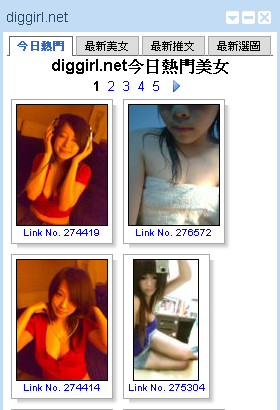 diggirl.net
今日熱門 最新美女 最新推文 最新選圖
diggirl.net今日熱門美女
1 2 3 4 5
Link No. 274419 Link No. 276572
Link No. 274414 Link No. 275304